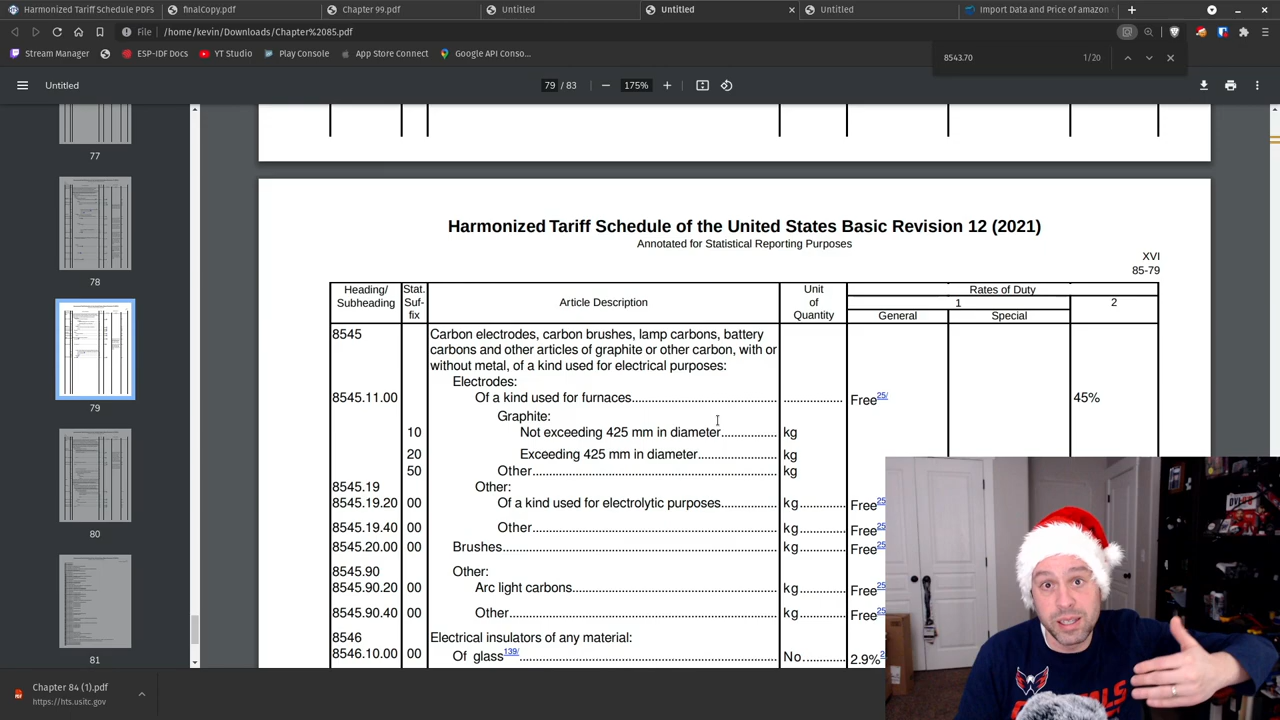 Harmonized Tariff Schedule PDFs
finalCopy.pdf
Chapter 99.pdf
Untitled
Untitled
Untitled
Import Data and Price of amazon
File
/home/kevin/Downloads/Chapter%2085.pdf
Stream Manager
ESP-IDF Docs
YT Studio
Play Console
App Store Connect
Google API Conso...
8543.70
1/20
Untitled
79 / 83
175%
77
78
79
80
81
Harmonized Tariff Schedule of the United States Basic Revision 12 (2021)
Annotated for Statistical Reporting Purposes
XVI
85-79
Heading/
Subheading
Stat.
Suf-
fix
Article Description
Unit
of
Quantity
Rates of Duty
1
2
General
Special
8545
Carbon electrodes, carbon brushes, lamp carbons, battery
carbons and other articles of graphite or other carbon, with or
without metal, of a kind used for electrical purposes:
Electrodes:
8545.11.00 Of a kind used for furnaces.................................... .............. Free25/ 45%
Graphite:
10 Not exceeding 425 mm in diameter............... kg
20 Exceeding 425 mm in diameter..................... kg
50 Other................................................................ kg
8545.19 Other:
8545.19.20 00 Of a kind used for electrolytic purposes............... kg........... Free25
8545.19.40 00 Other................................................................ kg........... Free25
8545.20.00 00 Brushes...................................................................... kg........... Free25
8545.90 Other:
8545.90.20 00 Arc light carbons.................................................... kg........... Free25
8545.90.40 00 Other...................................................................... kg........... Free25
8546 Electrical insulators of any material:
8546.10.00 00 Of glass139/................................................................ No.......... 2.9%2
Chapter 84 (1).pdf
https://hts.usitc.gov